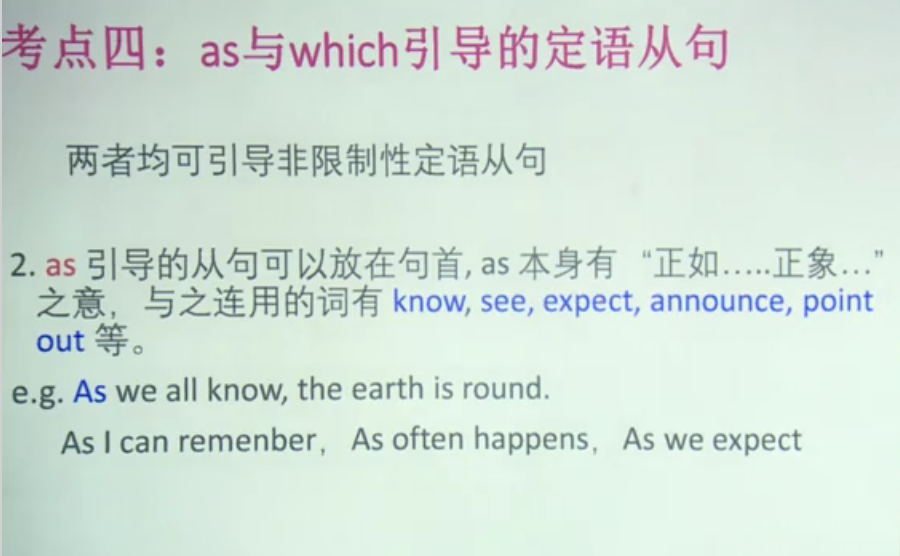 考点四：as与which引导的定语从句
两者均可引导非限制性定语从句
2. as 引导的从句可以放在句首, as 本身有 “正如.....正象...”
之意，与之连用的词有 know, see, expect, announce, point
out 等。
e.g. As we all know, the earth is round.
As I can remenber，As often happens，As we expect